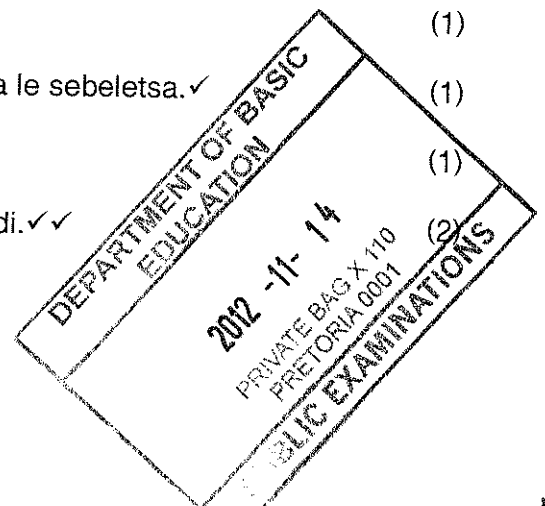 (1)
a le sebeletsa.✓ (1)
(1)
di.✓✓ (2)
DEPARTMENT OF BASIC
EDUCATION
2012 -11- 14
PRIVATE BAG X 110
PRETORIA 0001
PUBLIC EXAMINATIONS